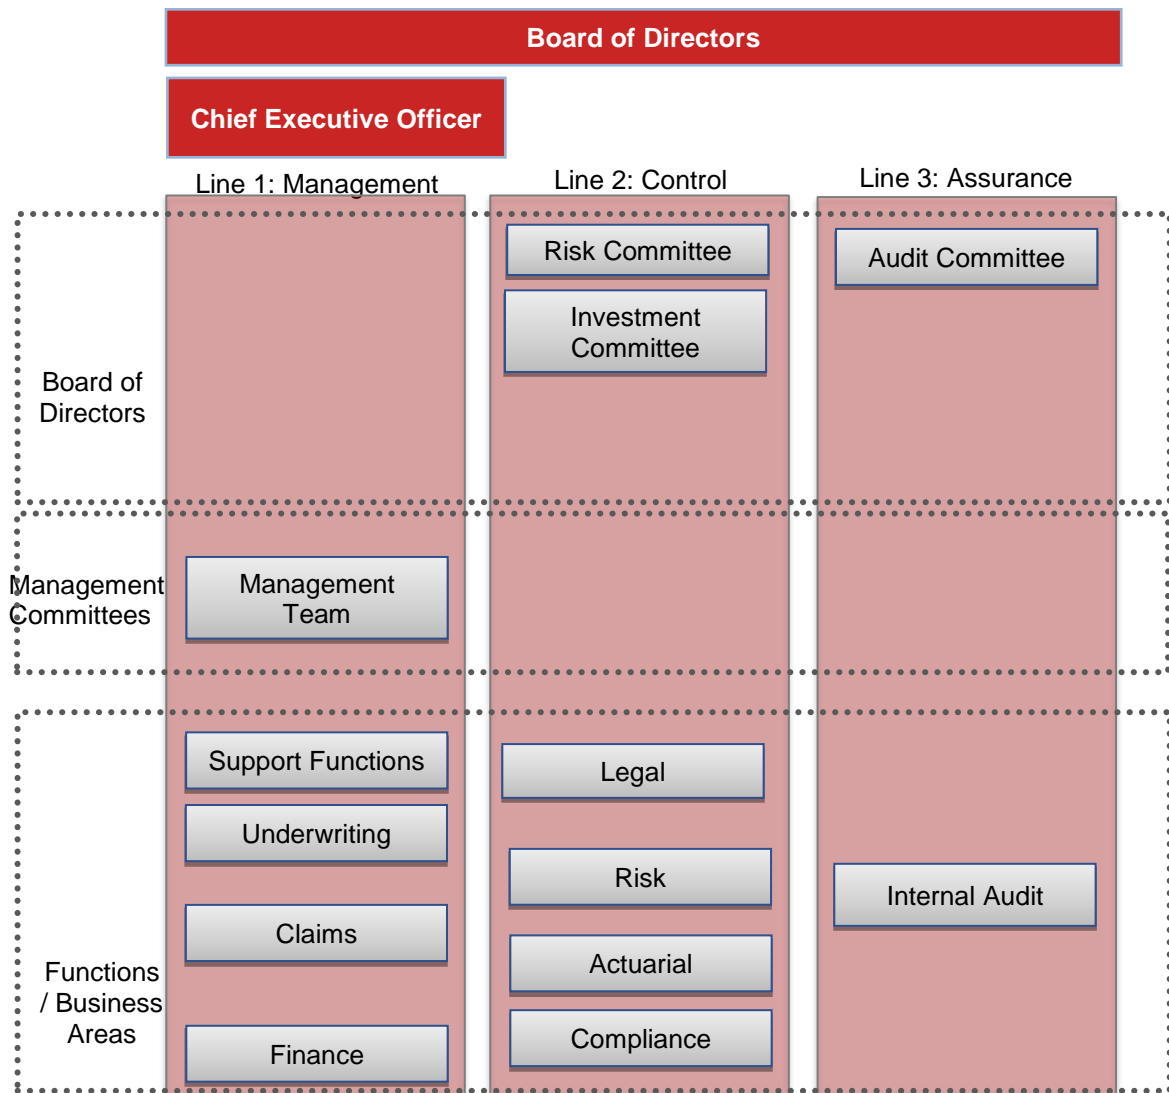 Board of Directors
Chief Executive Officer
Line 1: Management
Line 2: Control
Line 3: Assurance
Risk Committee
Audit Committee
Investment
Committee
Board of
Directors
Management
Committees
Management
Team
Support Functions
Legal
Underwriting
Risk
Internal Audit
Claims
Actuarial
Functions
/ Business
Areas
Compliance
Finance